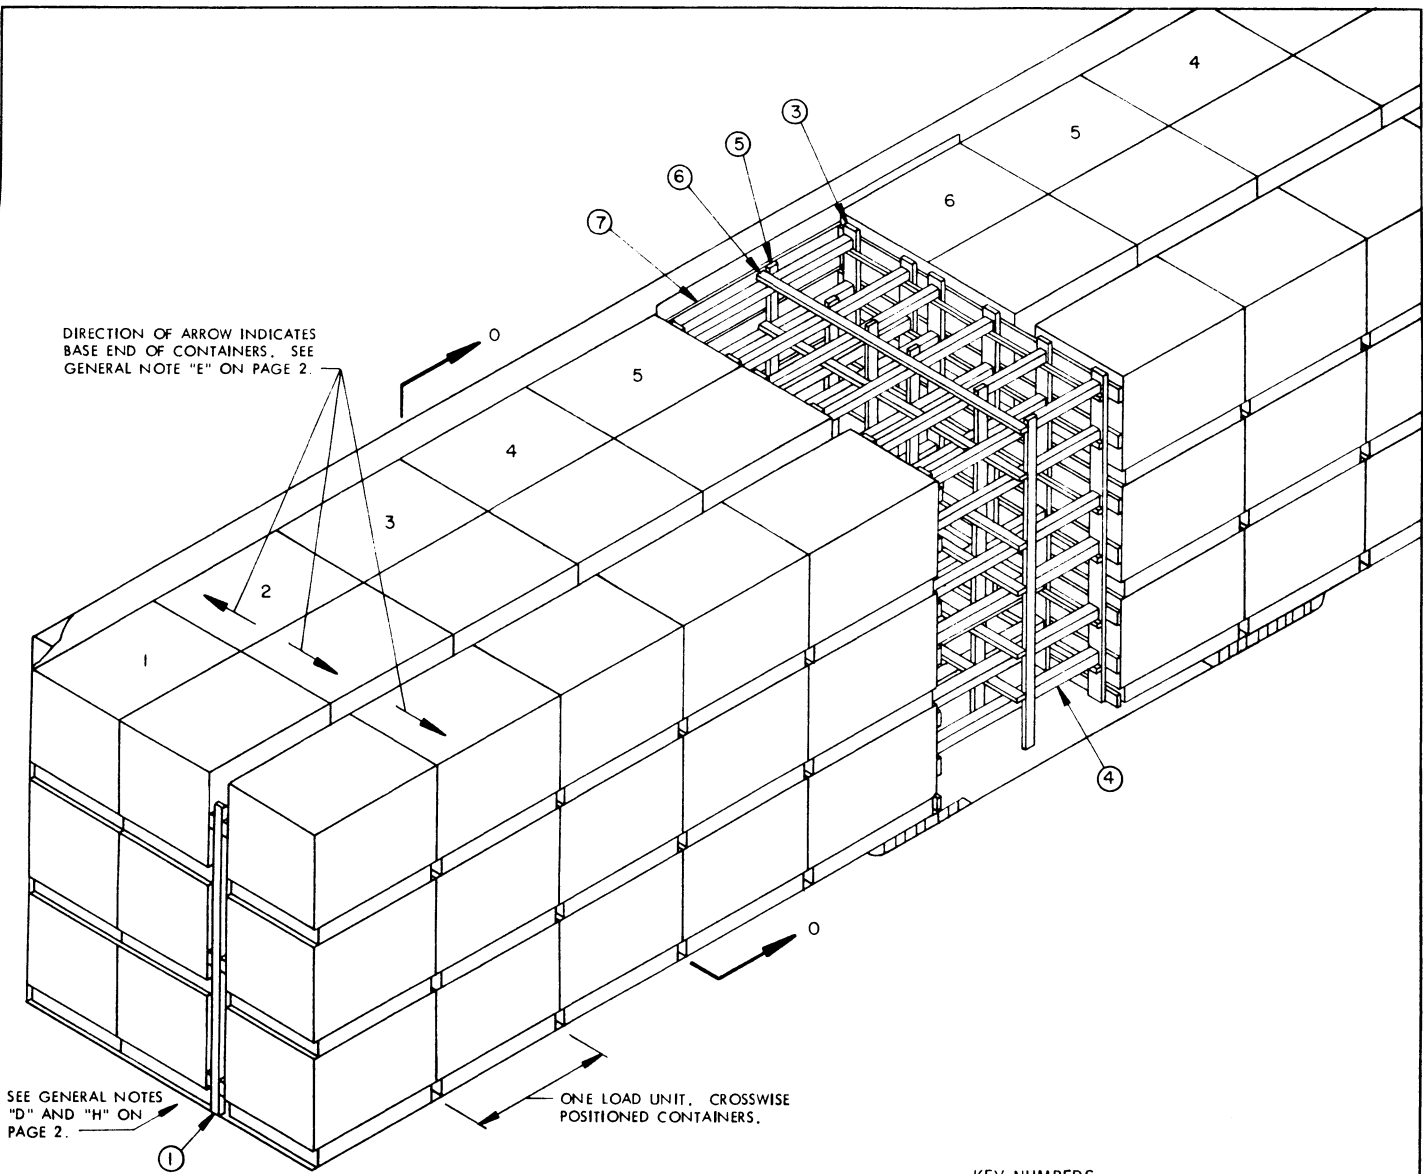 4
3
5
5
6
6
7
DIRECTION OF ARROW INDICATES
BASE END OF CONTAINERS. SEE
GENERAL NOTE "E" ON PAGE 2.
O
5
4
3
2
1
4
O
SEE GENERAL NOTES
"D" AND "H" ON
PAGE 2.
ONE LOAD UNIT. CROSSWISE
POSITIONED CONTAINERS.
1
KEY NUMBERS